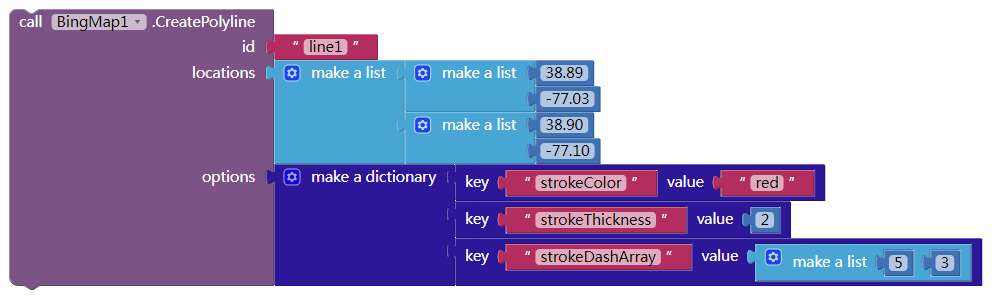 call BingMap1 .CreatePolyline
id " line1 "
locations make a list make a list 38.89
-77.03
make a list 38.90
-77.10
options make a dictionary key " strokeColor " value " red "
key " strokeThickness " value 2
key " strokeDashArray " value make a list 5 3